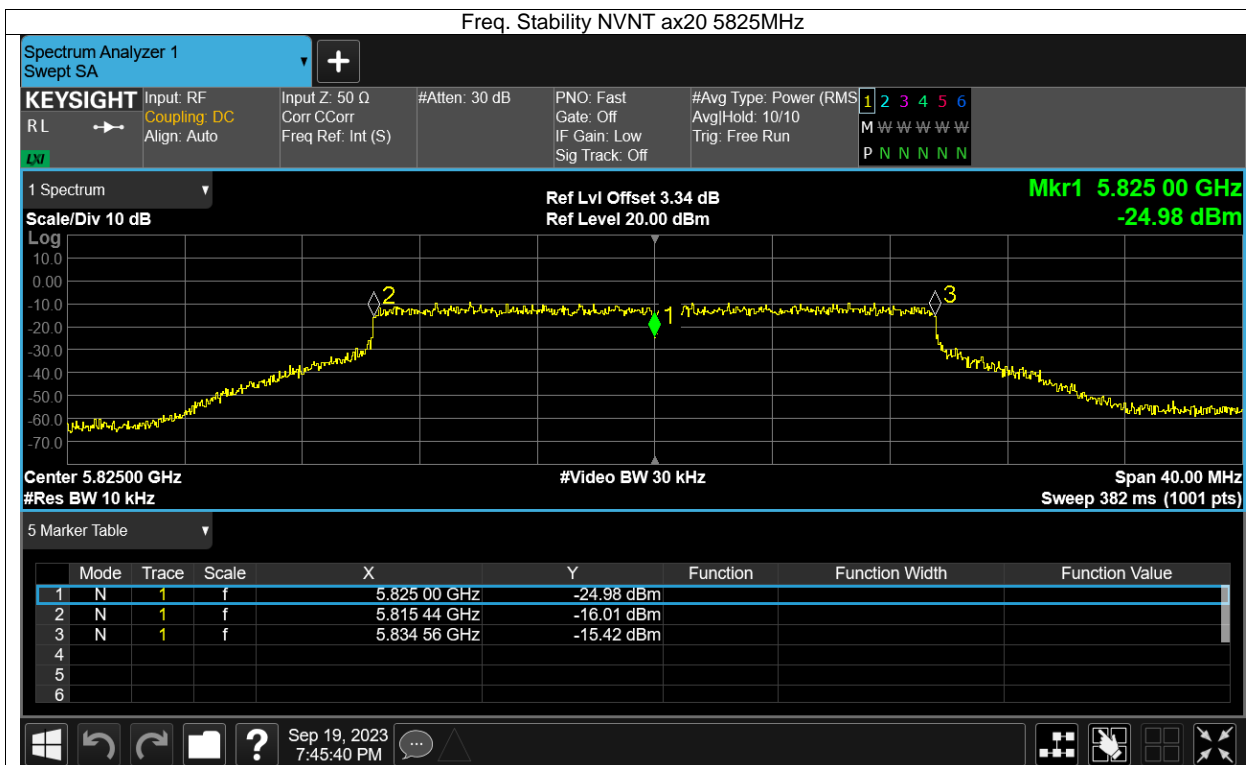 Freq. Stability NVNT ax20 5825MHz
Spectrum Analyzer 1
Swept SA
KEYSIGHT
RL
LXI
Input: RF
Coupling: DC
Align: Auto
Input Z: 50 Ω
Corr CCorr
Freq Ref: Int (S)
#Atten: 30 dB
PNO: Fast
Gate: Off
IF Gain: Low
Sig Track: Off
#Avg Type: Power (RMS
Avg|Hold: 10/10
Trig: Free Run
1 2 3 4 5 6
M W W W W W
P N N N N N
1 Spectrum
Scale/Div 10 dB
Ref Lvl Offset 3.34 dB
Ref Level 20.00 dBm
Mkr1 5.825 00 GHz
-24.98 dBm
Log
10.0
0.00
-10.0
-20.0
-30.0
-40.0
-50.0
-60.0
-70.0
2
1
3
Center 5.82500 GHz
#Video BW 30 kHz
Span 40.00 MHz
#Res BW 10 kHz
Sweep 382 ms (1001 pts)
5 Marker Table
Mode Trace Scale X Y Function Function Width Function Value
1 N 1 f 5.825 00 GHz -24.98 dBm
2 N 1 f 5.815 44 GHz -16.01 dBm
3 N 1 f 5.834 56 GHz -15.42 dBm
4
5
6
?
Sep 19, 2023
7:45:40 PM